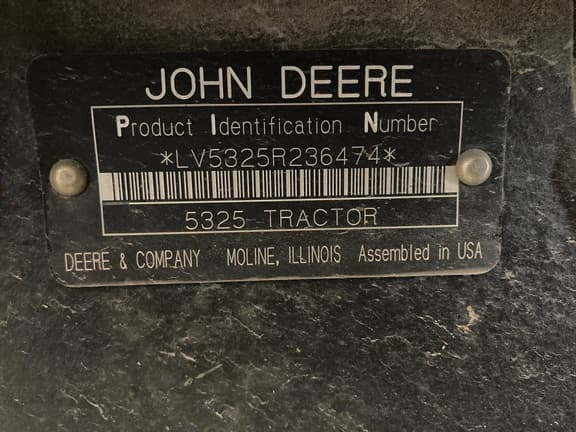 JOHN DEERE
Product Identification Number
*LV5325R236474*
5325 TRACTOR
DEERE & COMPANY MOLINE, ILLINOIS Assembled in USA